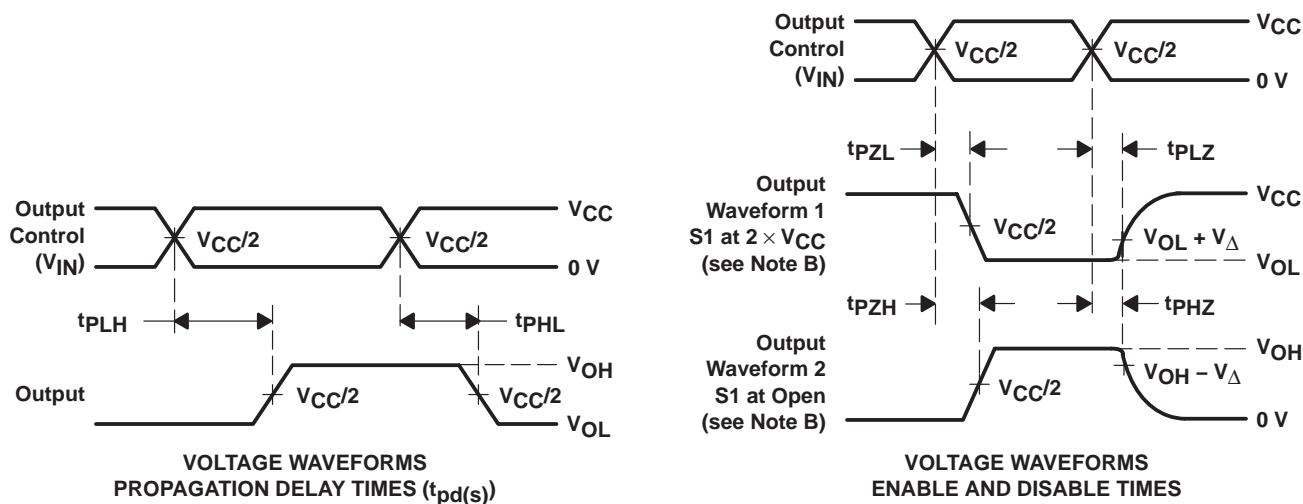 Output
Control
(VIN)
VCC
VCC/2
VCC/2
0 V
tPLH
tPHL
Output
VOH
VCC/2
VCC/2
VOL
VOLTAGE WAVEFORMS
PROPAGATION DELAY TIMES (tpd(s))
Output
Control
(VIN)
VCC
VCC/2
VCC/2
0 V
tPZL
tPLZ
Output
Waveform 1
S1 at 2 × VCC
(see Note B)
VCC
VCC/2
VOL + VΔ
VOL
tPZH
tPHZ
Output
Waveform 2
S1 at Open
(see Note B)
VOH
VCC/2
VOH − VΔ
0 V
VOLTAGE WAVEFORMS
ENABLE AND DISABLE TIMES